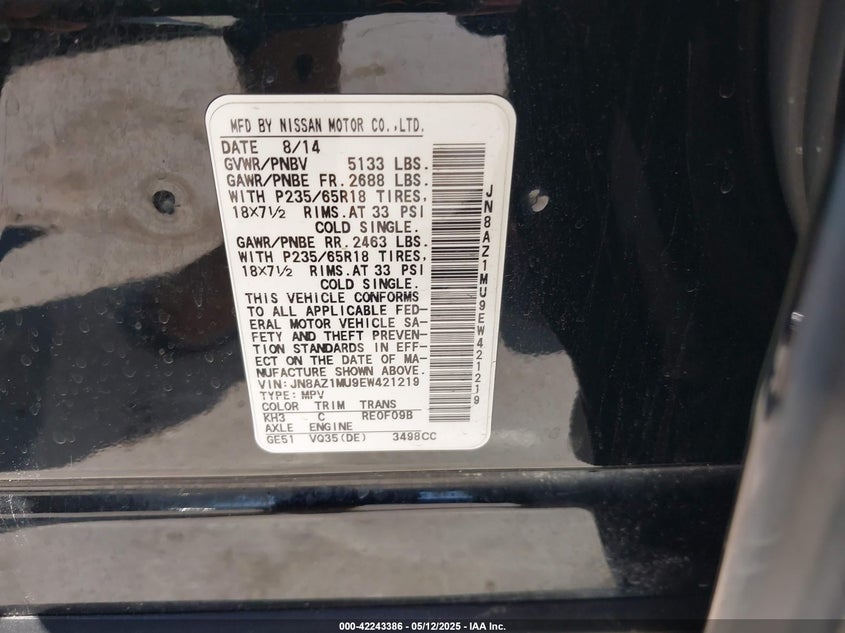 MFD BY NISSAN MOTOR CO.,LTD.
DATE 8/14
GVWR/PNBV 5133 LBS.
GAWR/PNBE FR. 2688 LBS.
WITH P235/65R18 TIRES,
18×7½ RIMS.AT 33 PSI
COLD SINGLE.
GAWR/PNBE RR. 2463 LBS.
WITH P235/65R18 TIRES,
18×7½ RIMS.AT 33 PSI
COLD SINGLE.
THIS VEHICLE CONFORMS
TO ALL APPLICABLE FED-
ERAL MOTOR VEHICLE SA-
FETY AND THEFT PREVEN-
TION STANDARDS IN EFF-
ECT ON THE DATE OF MA-
NUFACTURE SHOWN ABOVE.
VIN:JN8AZ1MU9EW421219
TYPE:MPV
COLOR TRIM TRANS
KH3 C RE0F09B
AXLE ENGINE
GE51 VQ35(DE) 3498CC
JN8AZ1MU9EW421219
000-42243386 - 05/12/2025 - IAA Inc.